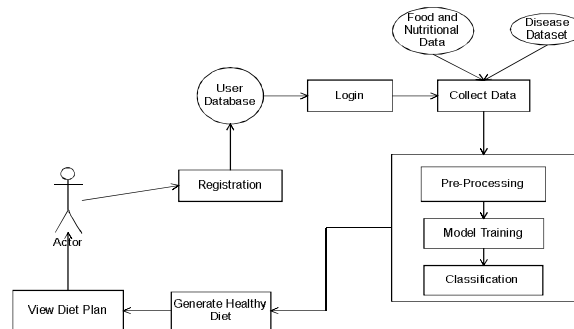 Food and
Nutritional
Data
Disease
Dataset
User
Database
Login
Collect Data
Registration
Pre-Processing
Model Training
Classification
Actor
View Diet Plan
Generate Healthy
Diet